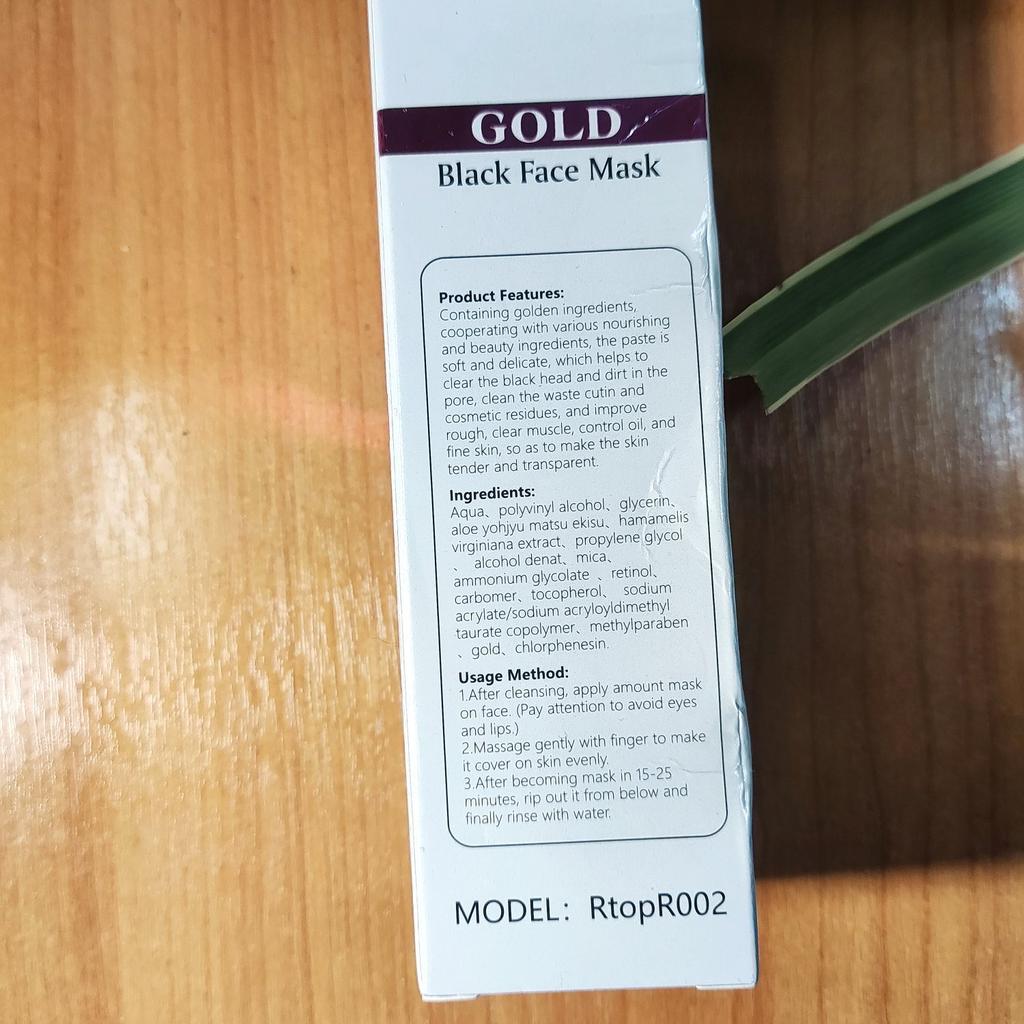 GOLD
Black Face Mask
Product Features:
Containing golden ingredients,
cooperating with various nourishing
and beauty ingredients, the paste is
soft and delicate, which helps to
clear the black head and dirt in the
pore, clean the waste cutin and
cosmetic residues, and improve
rough, clear muscle, control oil, and
fine skin, so as to make the skin
tender and transparent.
Ingredients:
Aqua、polyvinyl alcohol、glycerin、
aloe yohjyu matsu ekisu、hamamelis
virginiana extract、propylene glycol
、 alcohol denat、mica、
ammonium glycolate 、retinol、
carbomer、tocopherol、 sodium
acrylate/sodium acryloyldimethyl
taurate copolymer、methylparaben
、gold、chlorphenesin.
Usage Method:
1.After cleansing, apply amount mask
on face. (Pay attention to avoid eyes
and lips.)
2.Massage gently with finger to make
it cover on skin evenly.
3.After becoming mask in 15-25
minutes, rip out it from below and
finally rinse with water.
MODEL： RtopR002